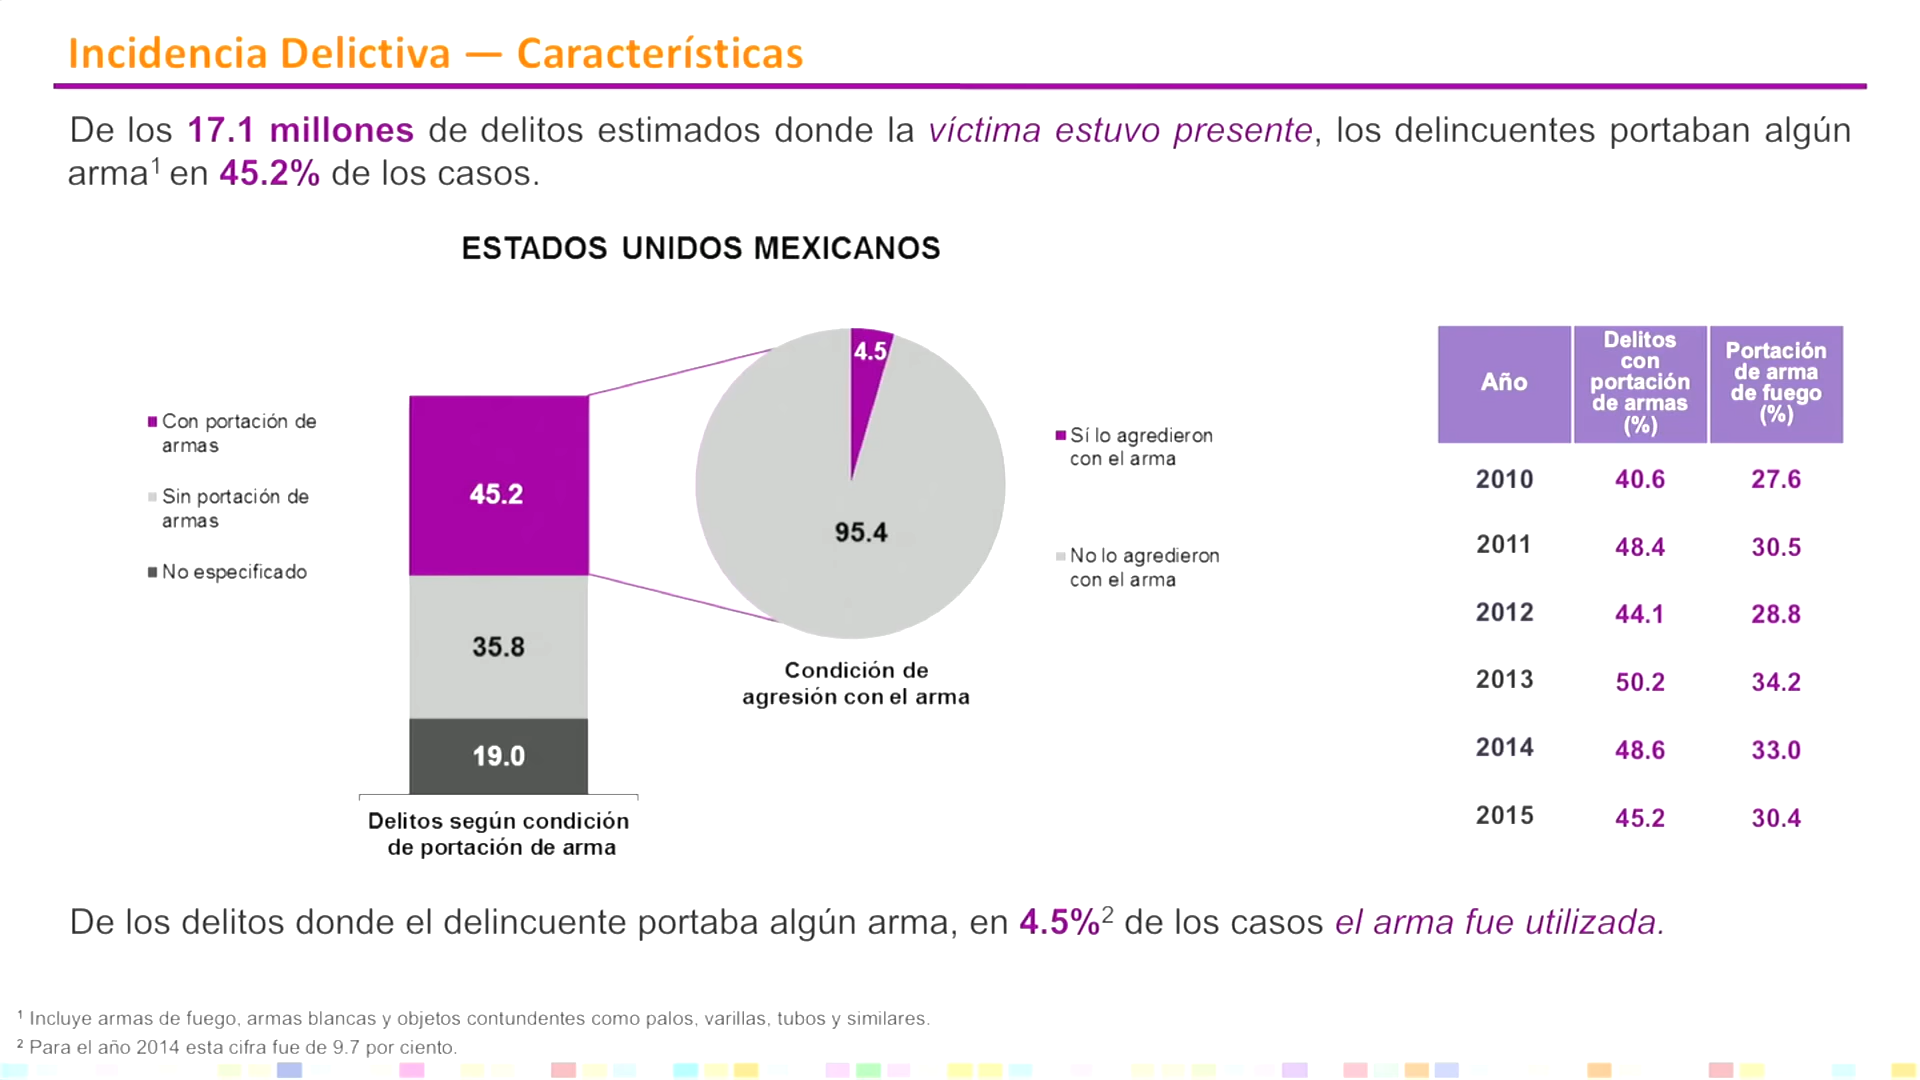 Incidencia Delictiva — Características
De los 17.1 millones de delitos estimados donde la víctima estuvo presente, los delincuentes portaban algún
arma¹ en 45.2% de los casos.
ESTADOS UNIDOS MEXICANOS
Con portación de
armas
Sin portación de
armas
No especificado
45.2
35.8
19.0
Delitos según condición
de portación de arma
4.5
95.4
Condición de
agresión con el arma
Sí lo agredieron
con el arma
No lo agredieron
con el arma
Año
Delitos
con
portación
de armas
(%)
Portación
de arma
de fuego
(%)
2010 40.6 27.6
2011 48.4 30.5
2012 44.1 28.8
2013 50.2 34.2
2014 48.6 33.0
2015 45.2 30.4
De los delitos donde el delincuente portaba algún arma, en 4.5%² de los casos el arma fue utilizada.
¹ Incluye armas de fuego, armas blancas y objetos contundentes como palos, varillas, tubos y similares.
² Para el año 2014 esta cifra fue de 9.7 por ciento.